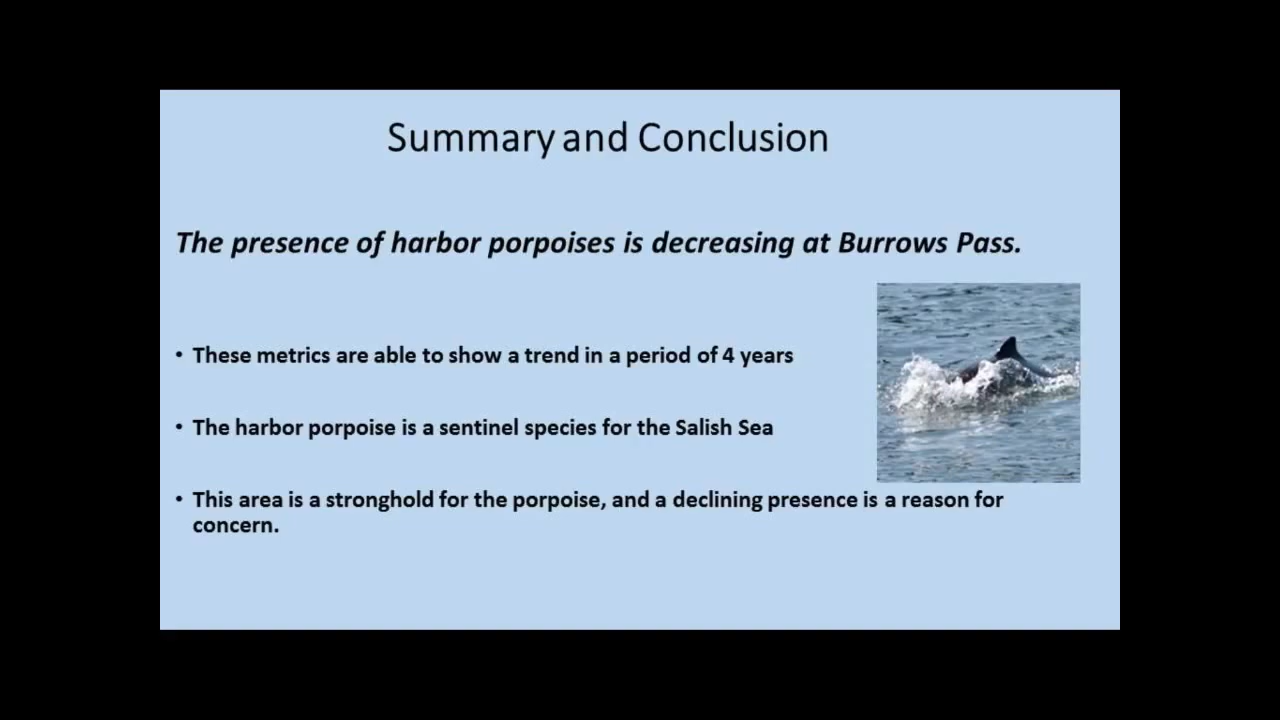 Summary and Conclusion
The presence of harbor porpoises is decreasing at Burrows Pass.
• These metrics are able to show a trend in a period of 4 years
• The harbor porpoise is a sentinel species for the Salish Sea
• This area is a stronghold for the porpoise, and a declining presence is a reason for
concern.